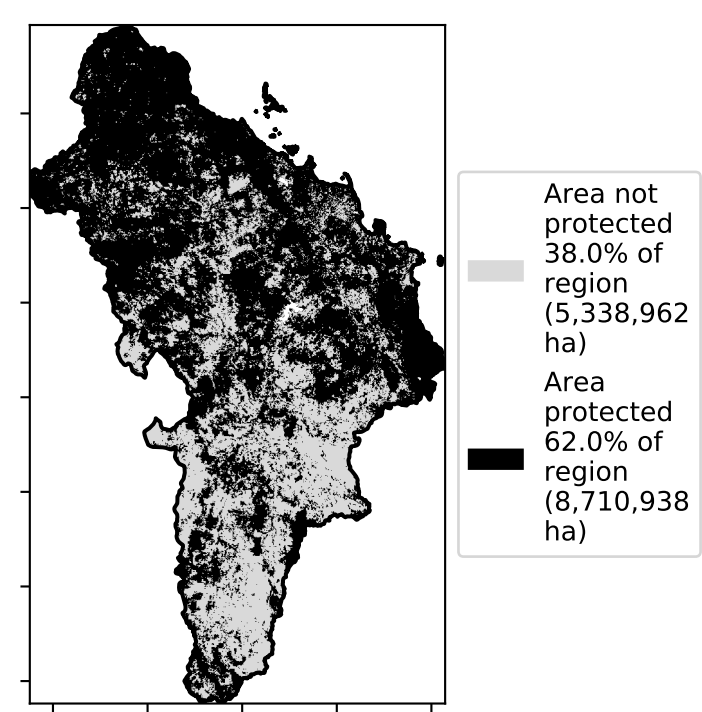 Area not
protected
38.0% of
region
(5,338,962
ha)
Area
protected
62.0% of
region
(8,710,938
ha)